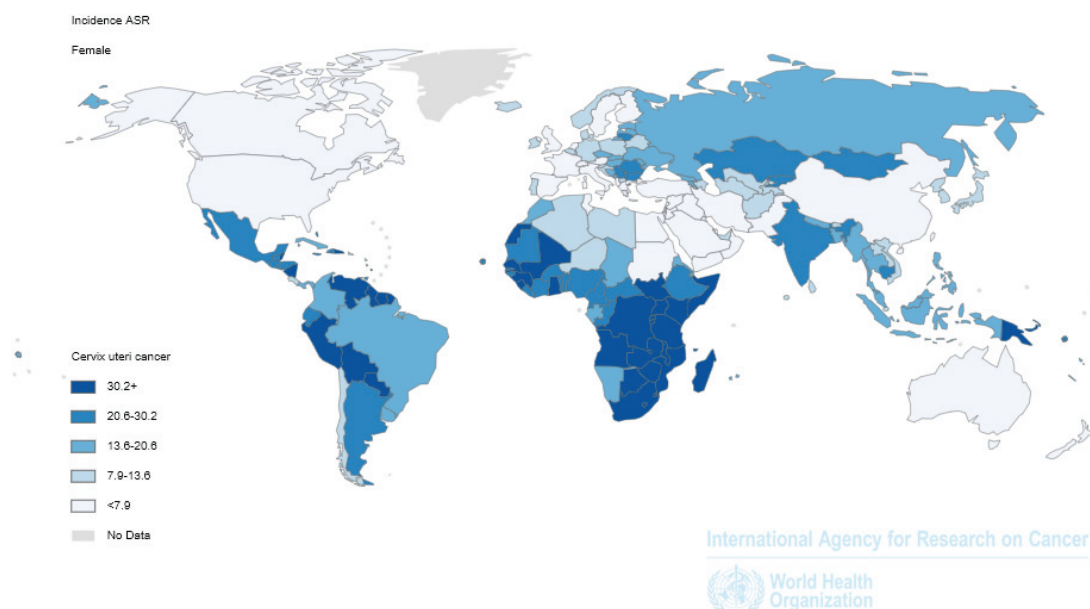 Incidence ASR
Female
Cervix uteri cancer
30.2+
20.6-30.2
13.6-20.6
7.9-13.6
<7.9
No Data
International Agency for Research on Cancer
World Health
Organization